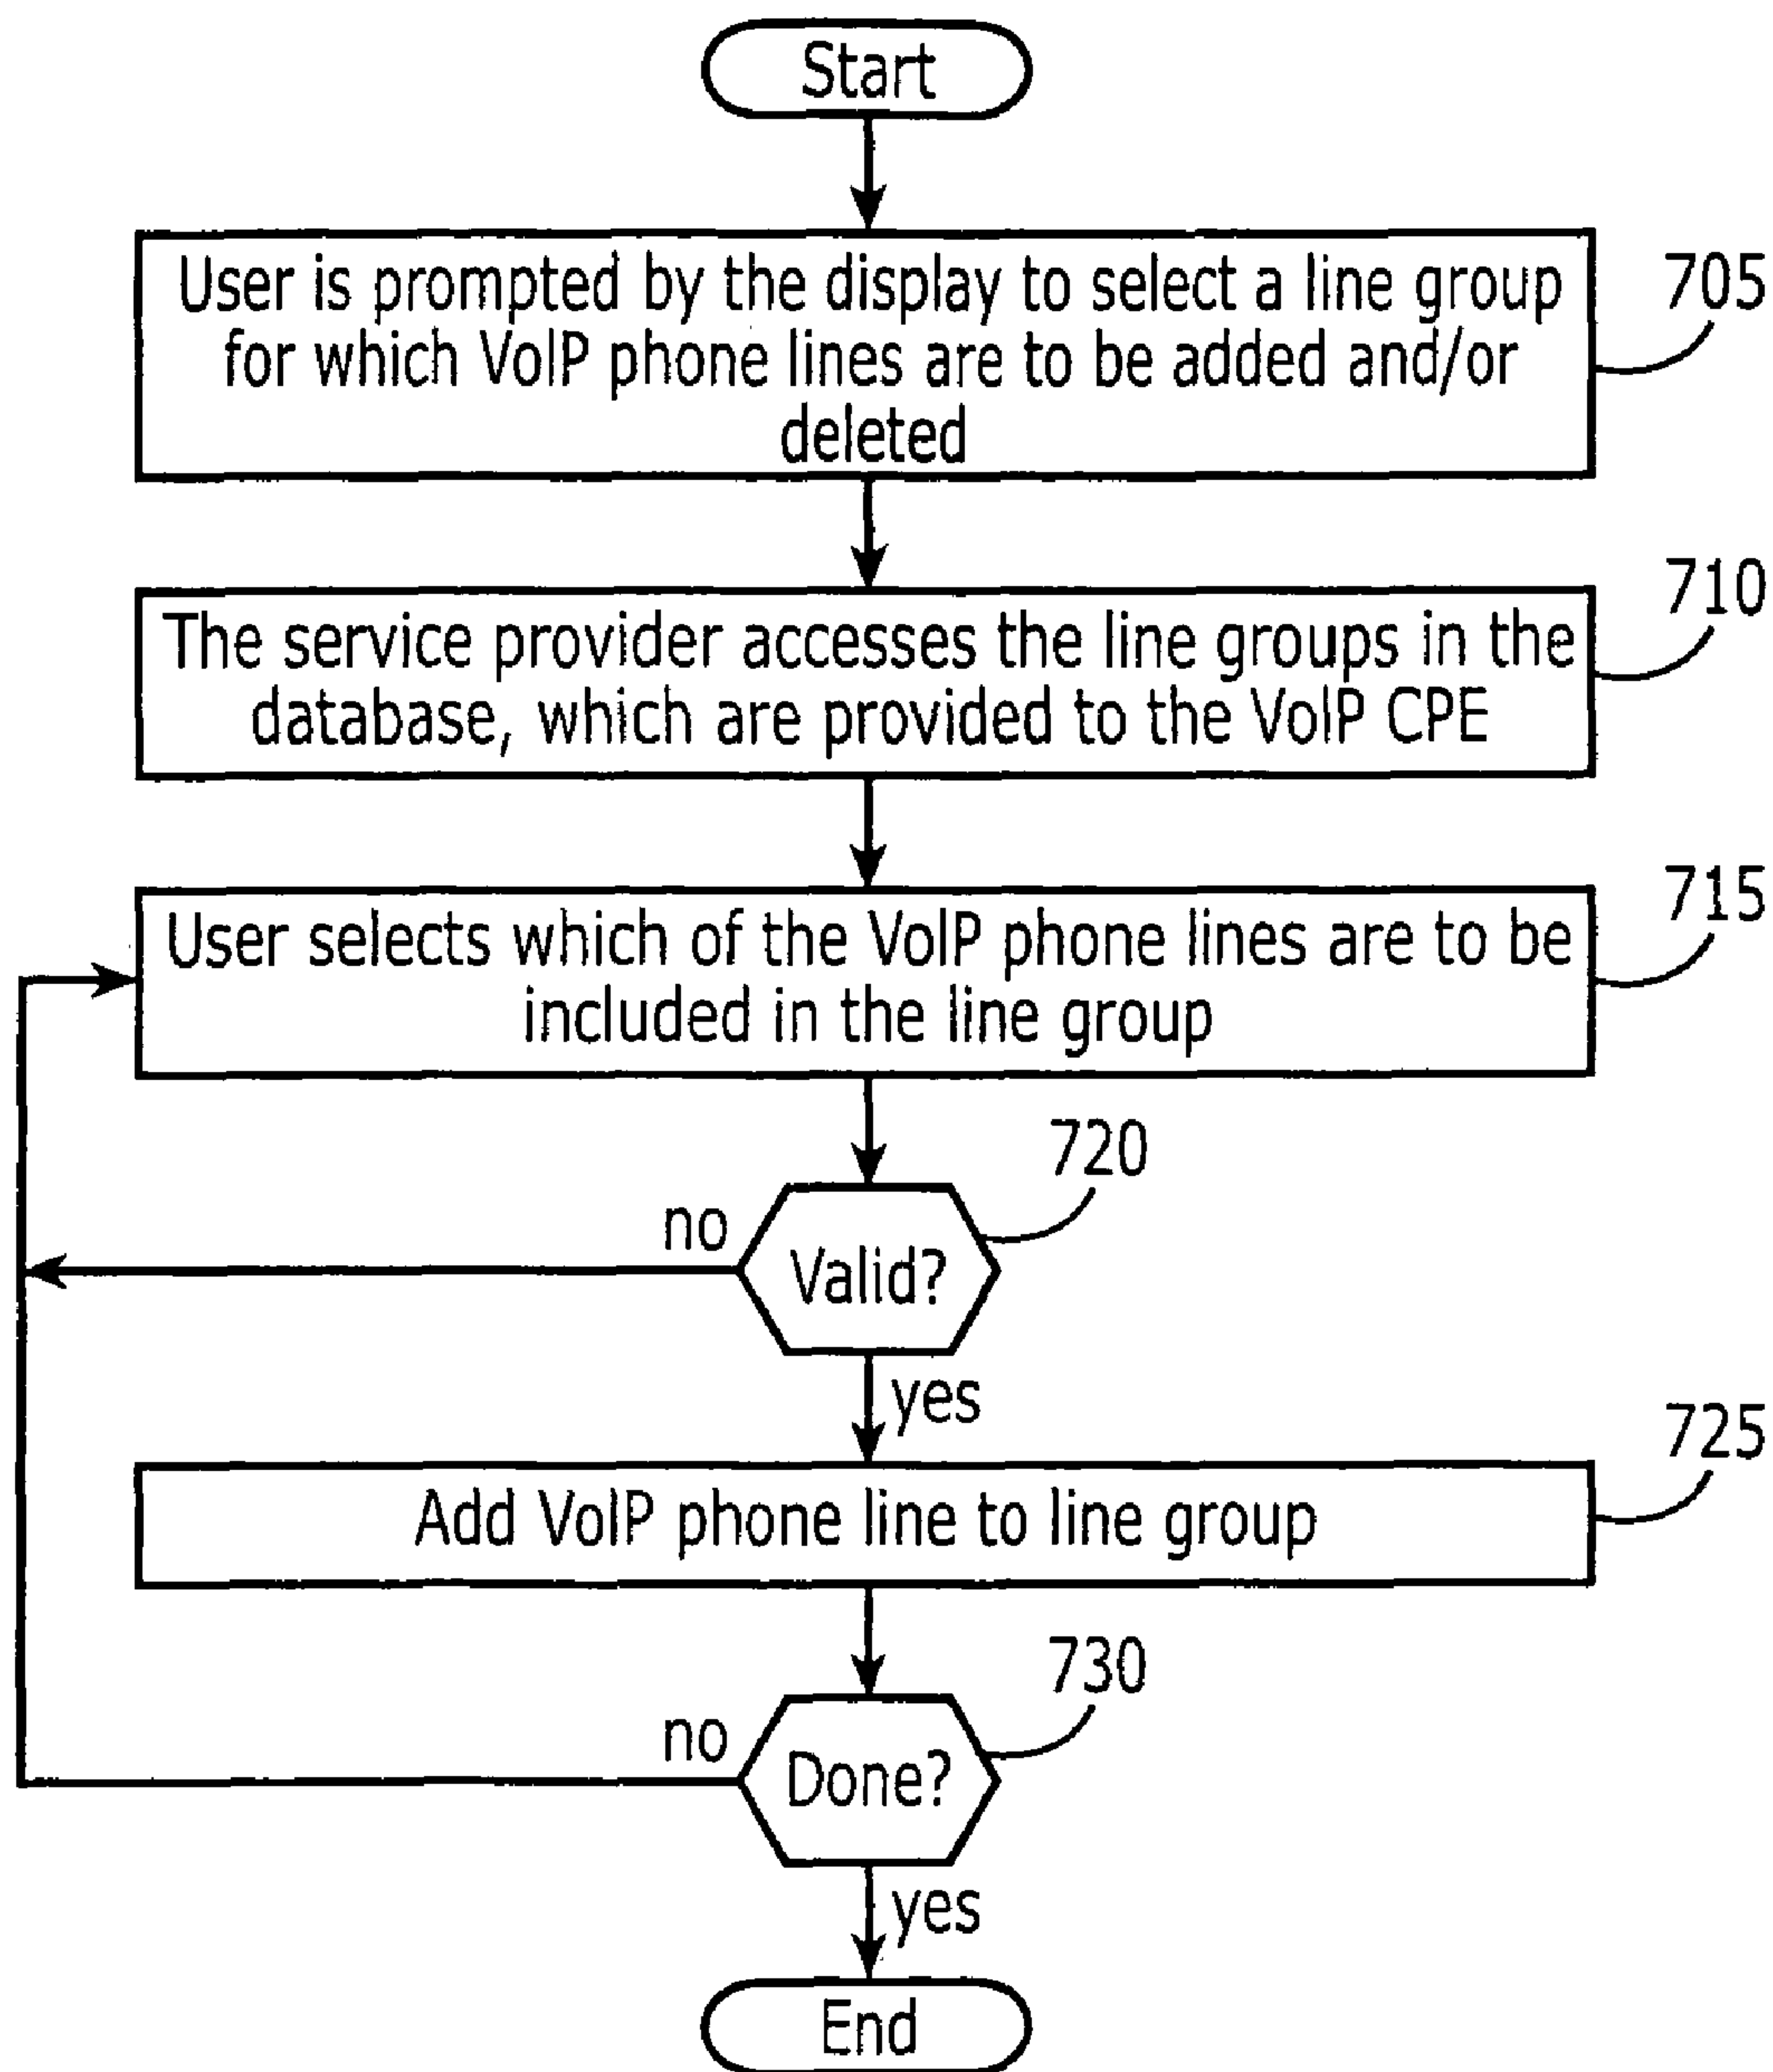 Start
User is prompted by the display to select a line group
for which VoIP phone lines are to be added and/or
deleted
705
The service provider accesses the line groups in the
database, which are provided to the VoIP CPE
710
User selects which of the VoIP phone lines are to be
included in the line group
715
720
no
Valid?
yes
Add VoIP phone line to line group
725
730
no
Done?
yes
End